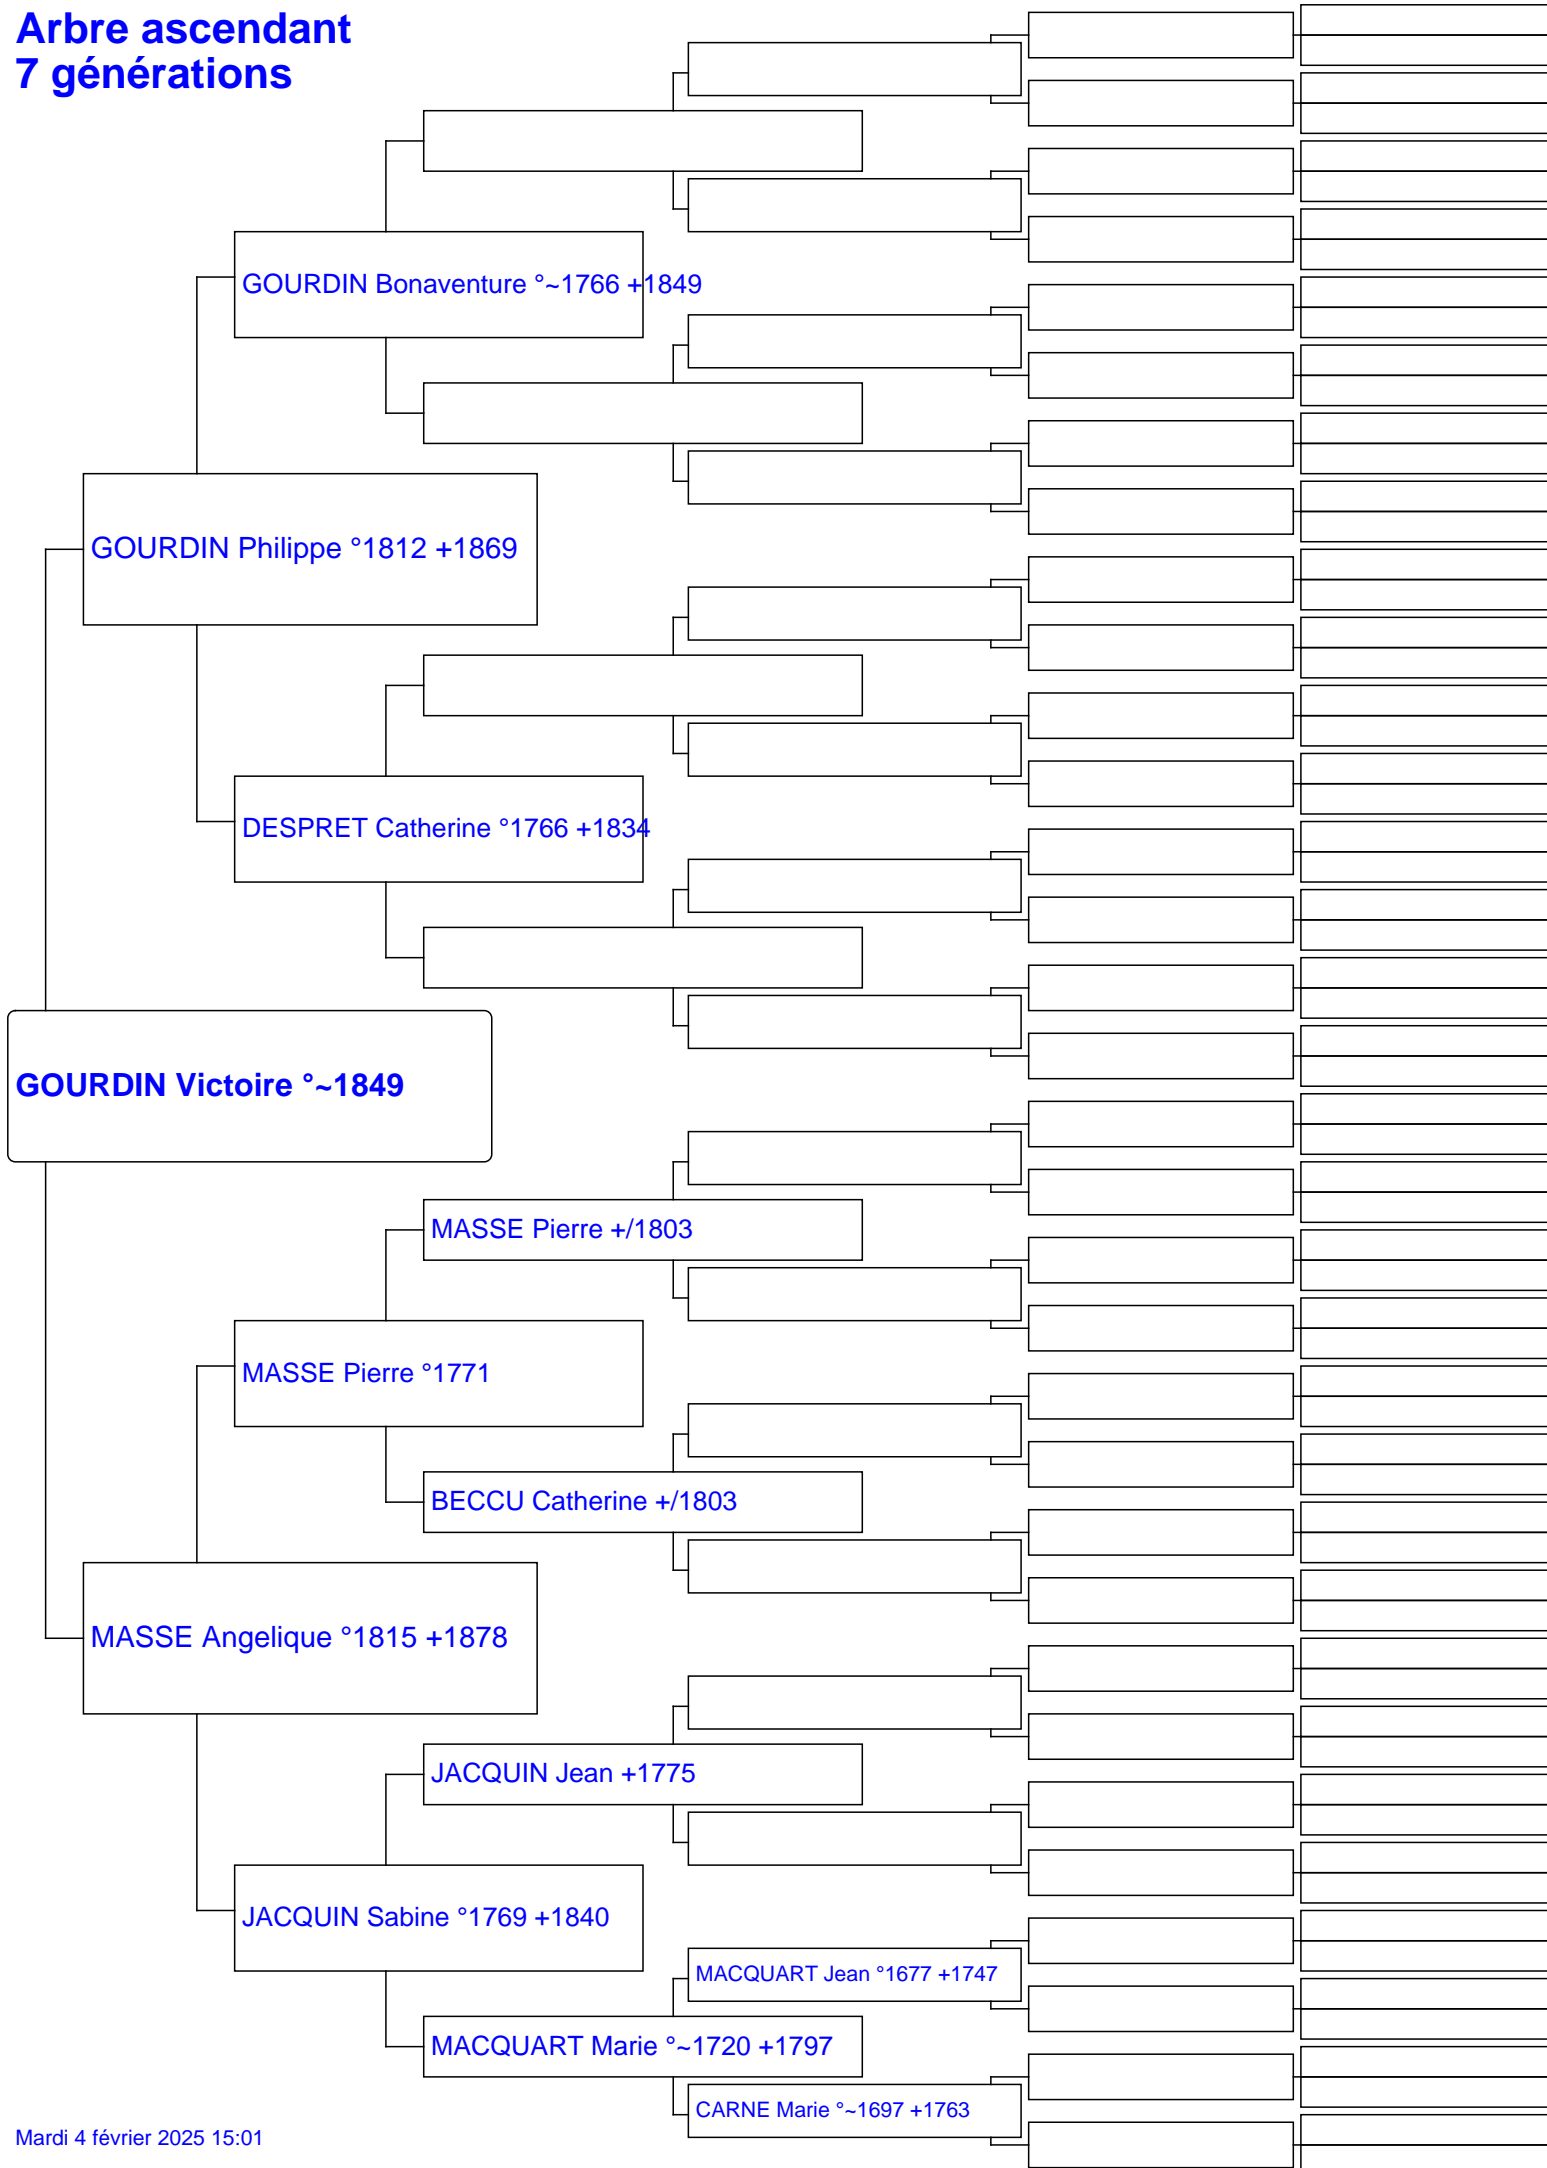 Arbre ascendant
7 générations
GOURDIN Bonaventure °~1766 +1849
GOURDIN Philippe °1812 +1869
DESPRET Catherine °1766 +1834
GOURDIN Victoire °~1849
MASSE Pierre +/1803
MASSE Pierre °1771
BECCU Catherine +/1803
MASSE Angelique °1815 +1878
JACQUIN Jean +1775
JACQUIN Sabine °1769 +1840
MACQUART Jean °1677 +1747
MACQUART Marie °~1720 +1797
CARNE Marie °~1697 +1763
Mardi 4 février 2025 15:01